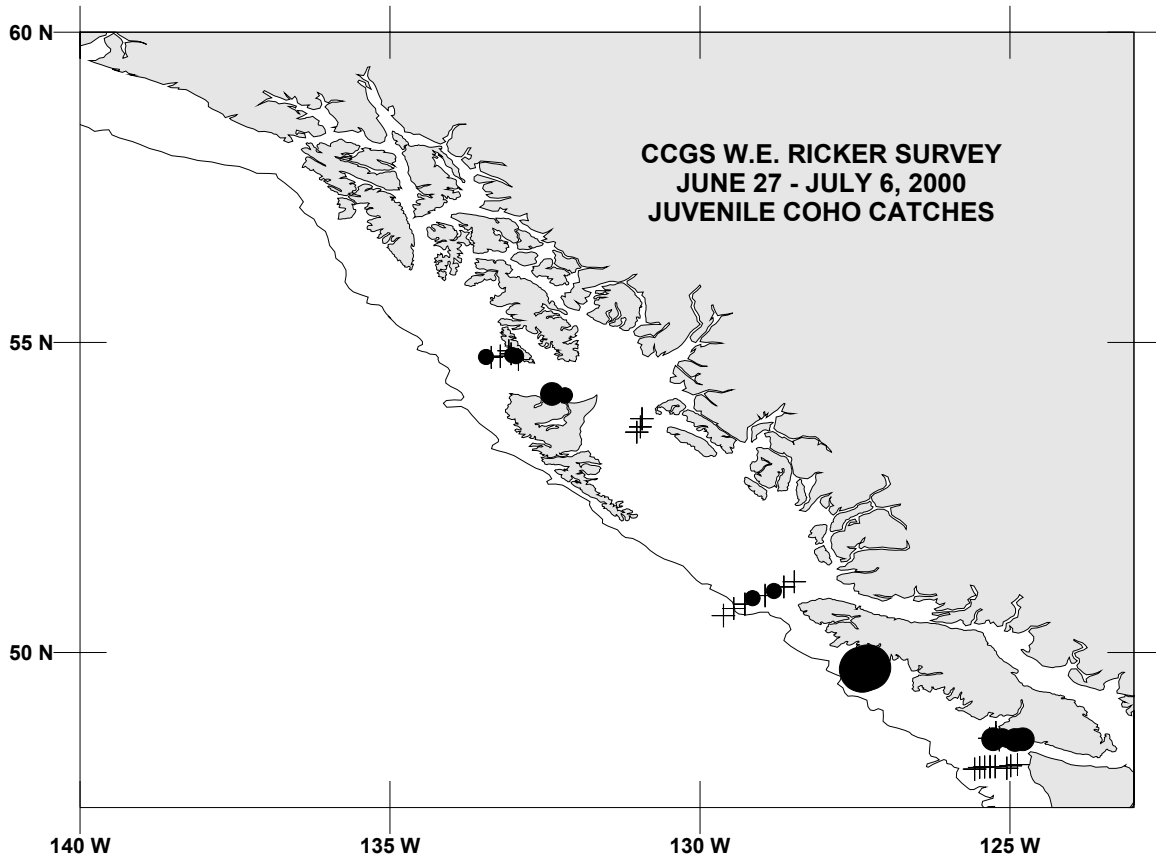 60 N
CCGS W.E. RICKER SURVEY
JUNE 27 - JULY 6, 2000
JUVENILE COHO CATCHES
55 N
50 N
140 W
135 W
130 W
125 W